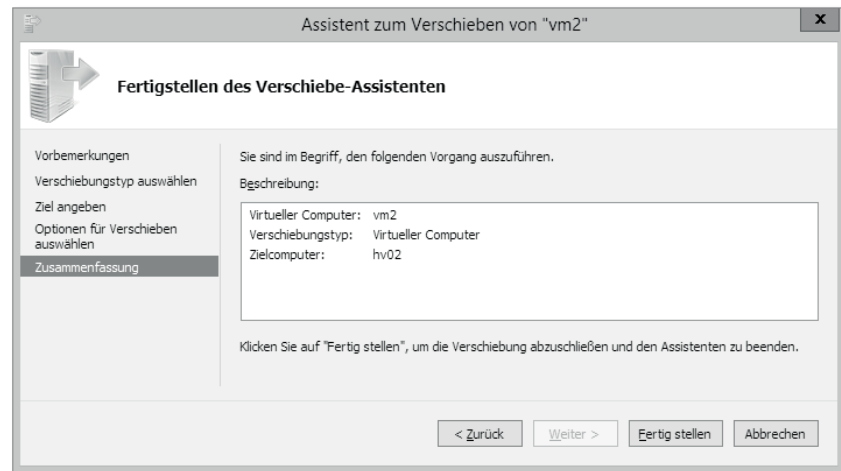 Assistent zum Verschieben von "vm2"
x
Fertigstellen des Verschiebe-Assistenten
Vorbemerkungen
Verschiebungstyp auswählen
Ziel angeben
Optionen für Verschieben
auswählen
Zusammenfassung
Sie sind im Begriff, den folgenden Vorgang auszuführen.
Beschreibung:
Virtueller Computer: vm2
Verschiebungstyp: Virtueller Computer
Zielcomputer: hv02
Klicken Sie auf "Fertig stellen", um die Verschiebung abzuschließen und den Assistenten zu beenden.
< Zurück Weiter > Fertig stellen Abbrechen